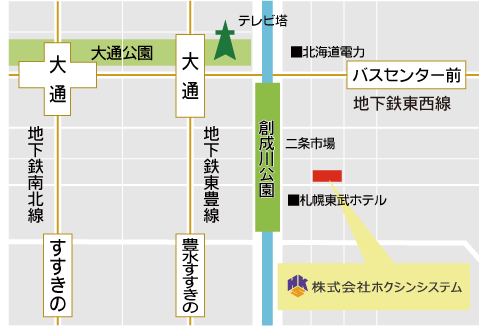 テレビ塔
大通公園
■北海道電力
大通
大通
バスセンター前
地下鉄東西線
地下鉄南北線
地下鉄東豊線
創成川公園
二条市場
■札幌東武ホテル
すすきの
豊水すすきの
株式会社ホクシンシステム